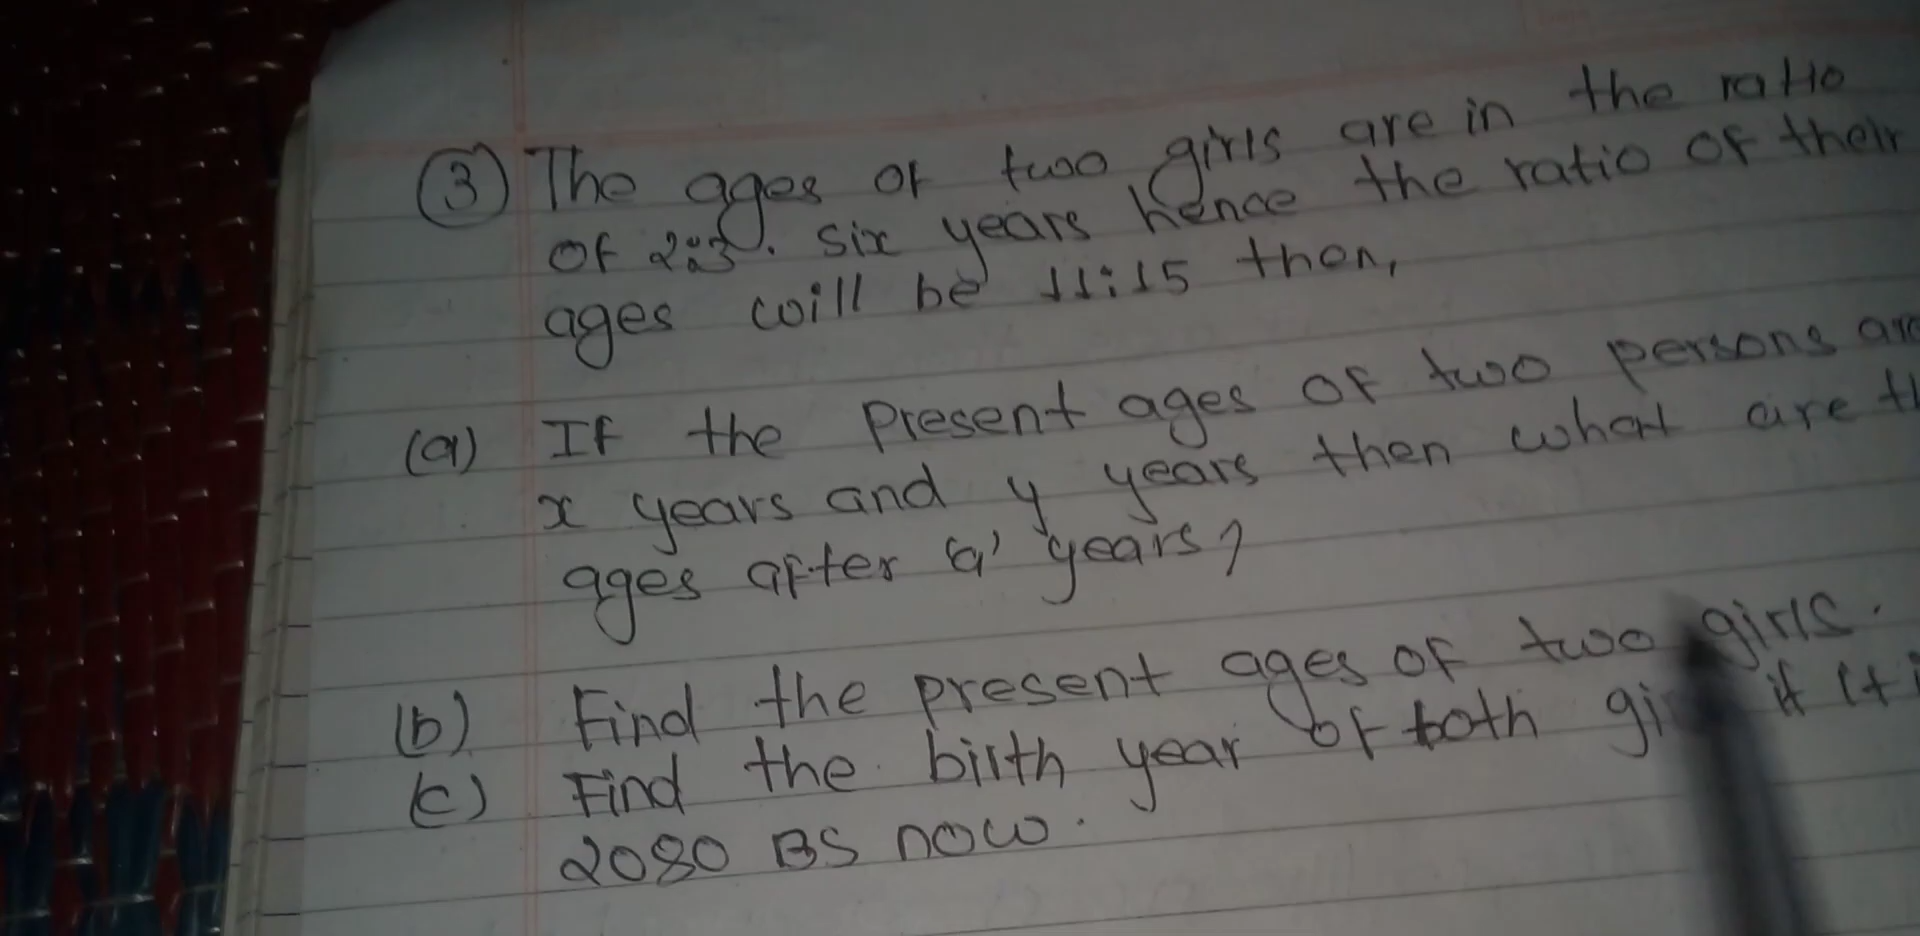 (3) The ages of two girls are in the ratio
of 2:3. Six years hence the ratio of their
ages will be 11:15 then,
(a) If the present ages of two persons are
x years and y years then what are
ages after 'a' years?
(b) Find the present ages of two girls.
(c) Find the birth year of both if it
2080 BS now.